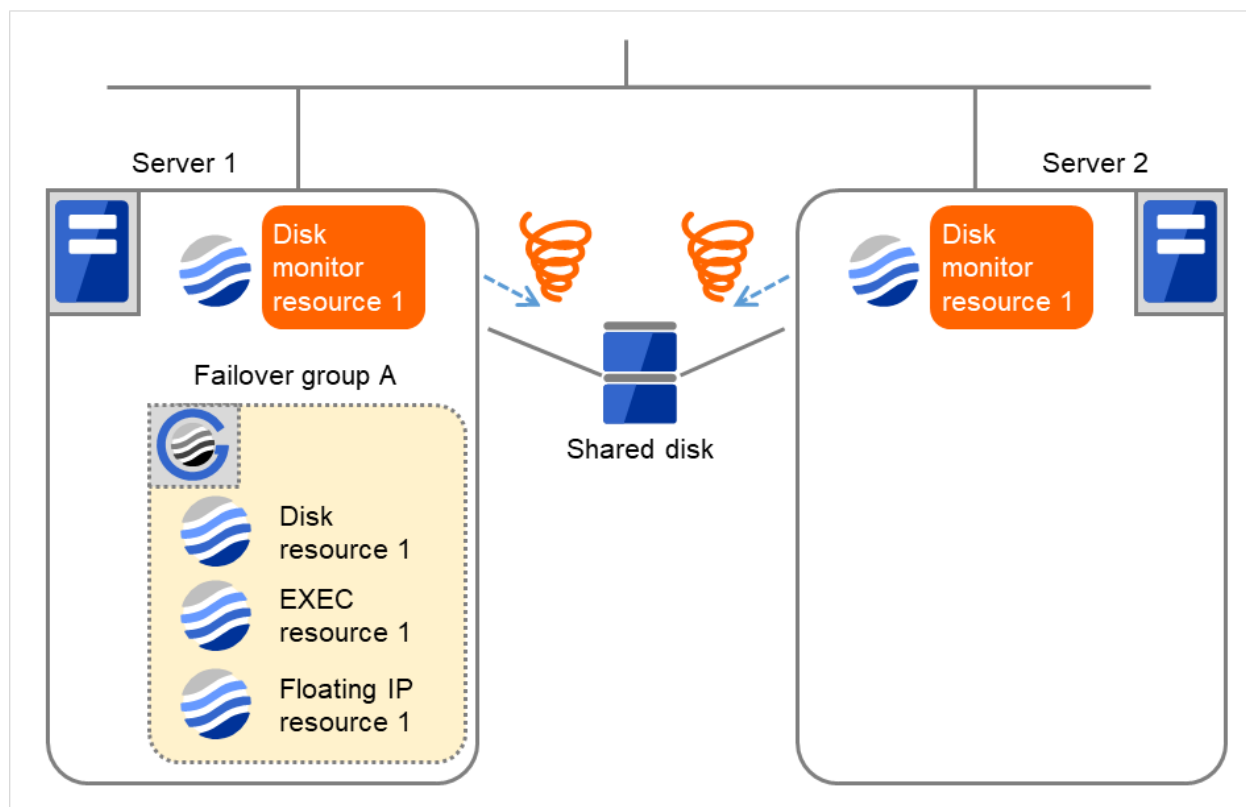 Server 1
Server 2
Disk
monitor
resource 1
Disk
monitor
resource 1
Failover group A
Shared disk
Disk
resource 1
EXEC
resource 1
Floating IP
resource 1